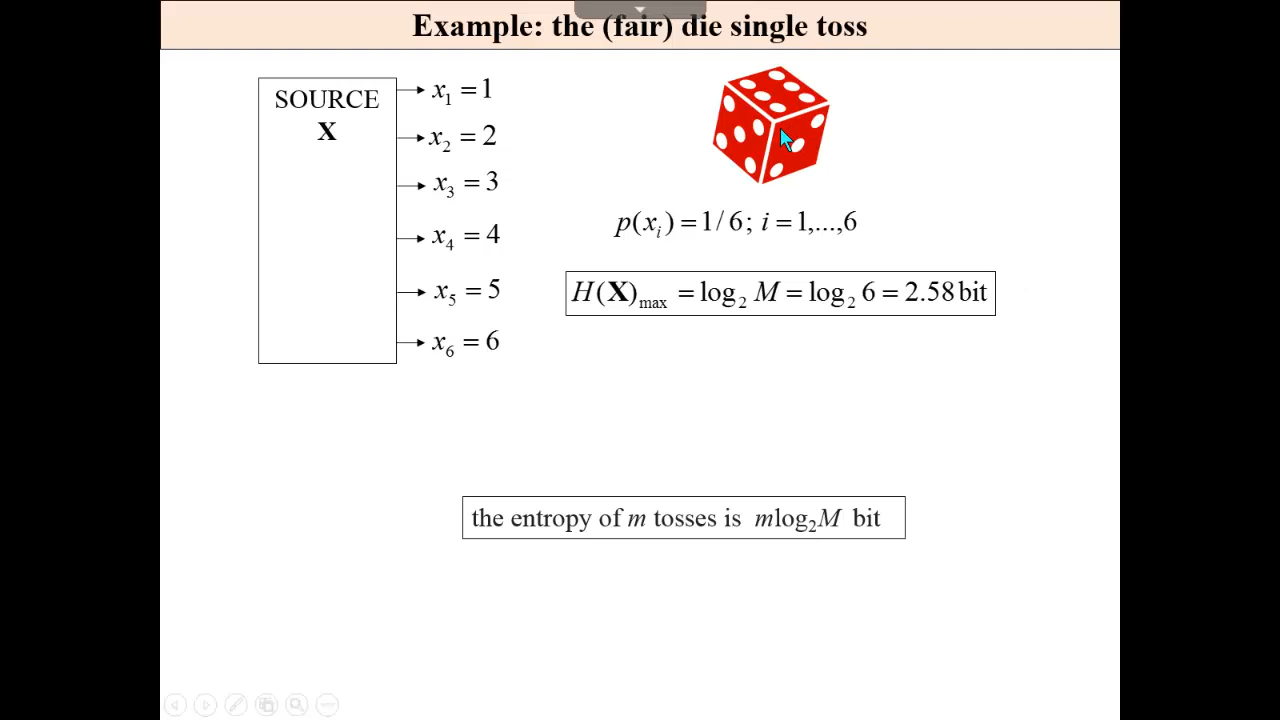 Example: the (fair) die single toss
SOURCE
X
x₁ = 1
x₂ = 2
x₃ = 3
x₄ = 4
x₅ = 5
x₆ = 6
p(xᵢ) = 1/6; i = 1,...,6
H(X)ₘₐₓ = log₂ M = log₂ 6 = 2.58 bit
the entropy of m tosses is mlog₂M bit